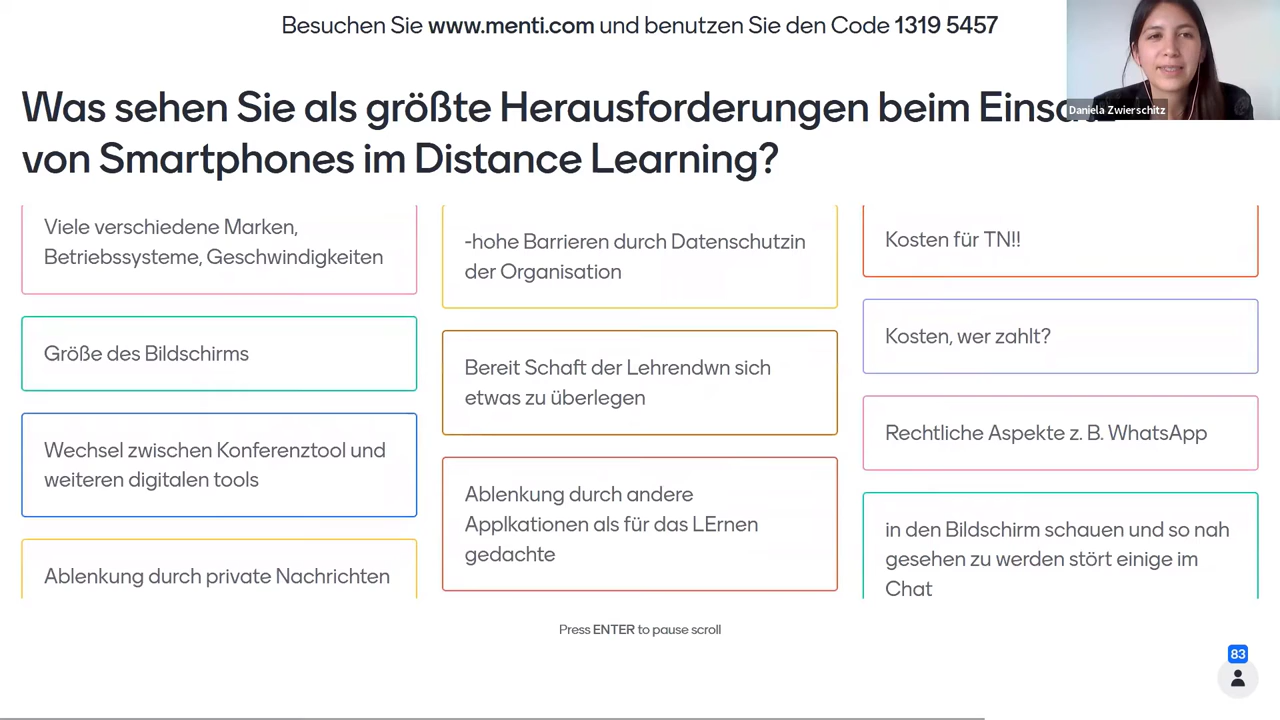 Besuchen Sie www.menti.com und benutzen Sie den Code 1319 5457
Daniela Zwierschitz
Was sehen Sie als größte Herausforderungen beim Einsatz
von Smartphones im Distance Learning?
Viele verschiedene Marken,
Betriebssysteme, Geschwindigkeiten
Größe des Bildschirms
Wechsel zwischen Konferenztool und
weiteren digitalen tools
Ablenkung durch private Nachrichten
-hohe Barrieren durch Datenschutzin
der Organisation
Bereit Schaft der Lehrendwn sich
etwas zu überlegen
Ablenkung durch andere
Applkationen als für das LErnen
gedachte
Kosten für TN!!
Kosten, wer zahlt?
Rechtliche Aspekte z. B. WhatsApp
in den Bildschirm schauen und so nah
gesehen zu werden stört einige im
Chat
Press ENTER to pause scroll
83